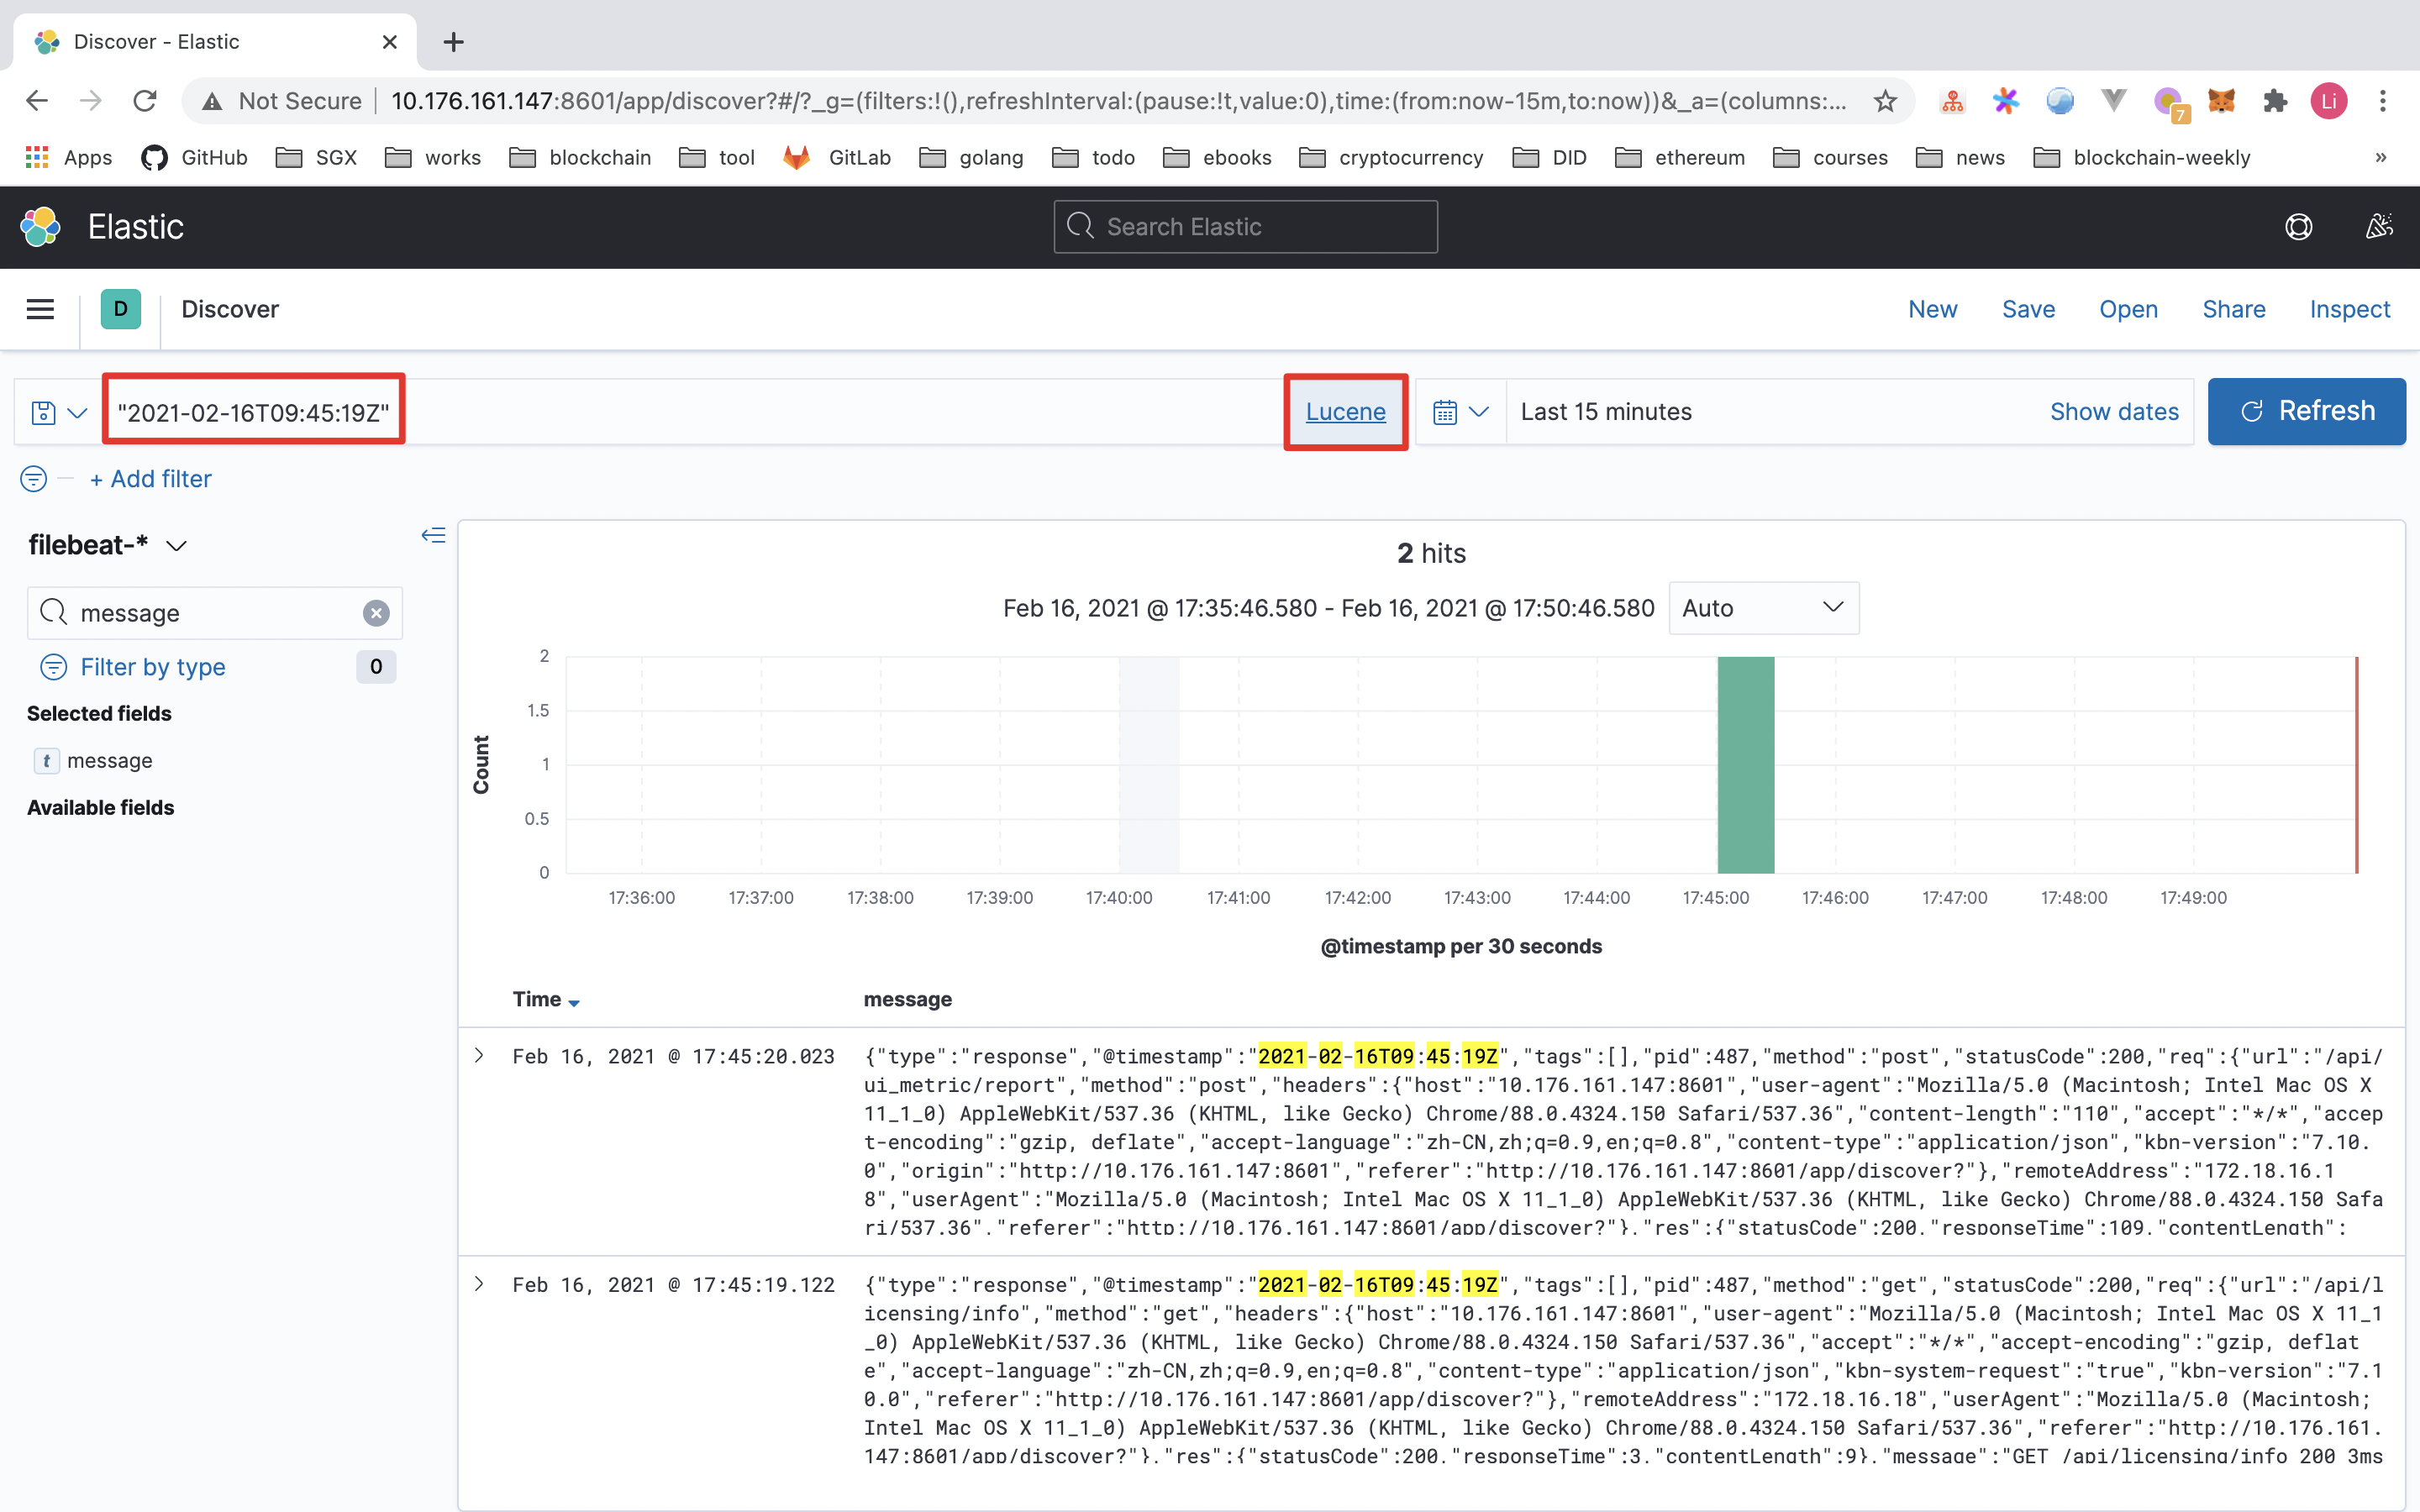 Discover - Elastic
Not Secure 10.176.161.147:8601/app/discover?#/?_g=(filters:!(),refreshInterval:(pause:!t,value:0),time:(from:now-15m,to:now))&_a=(columns:... 7 Li
Apps GitHub SGX works blockchain tool GitLab golang todo ebooks cryptocurrency DID ethereum courses news blockchain-weekly »
Elastic Search Elastic
D Discover New Save Open Share Inspect
"2021-02-16T09:45:19Z" Lucene Last 15 minutes Show dates Refresh
+ Add filter
filebeat-*
2 hits
message
Feb 16, 2021 @ 17:35:46.580 - Feb 16, 2021 @ 17:50:46.580 Auto
Filter by type 0
Selected fields
t message
Available fields
Count
2
1.5
1
0.5
0
17:36:00 17:37:00 17:38:00 17:39:00 17:40:00 17:41:00 17:42:00 17:43:00 17:44:00 17:45:00 17:46:00 17:47:00 17:48:00 17:49:00
@timestamp per 30 seconds
Time message
Feb 16, 2021 @ 17:45:20.023 {"type":"response","@timestamp":"2021-02-16T09:45:19Z","tags":[],"pid":487,"method":"post","statusCode":200,"req":{"url":"/api/
ui_metric/report","method":"post","headers":{"host":"10.176.161.147:8601","user-agent":"Mozilla/5.0 (Macintosh; Intel Mac OS X
11_1_0) AppleWebKit/537.36 (KHTML, like Gecko) Chrome/88.0.4324.150 Safari/537.36","content-length":"110","accept":"*/*","accep
t-encoding":"gzip, deflate","accept-language":"zh-CN,zh;q=0.9,en;q=0.8","content-type":"application/json","kbn-version":"7.10.
0","origin":"http://10.176.161.147:8601","referer":"http://10.176.161.147:8601/app/discover?"},"remoteAddress":"172.18.16.1
8","userAgent":"Mozilla/5.0 (Macintosh; Intel Mac OS X 11_1_0) AppleWebKit/537.36 (KHTML, like Gecko) Chrome/88.0.4324.150 Safa
ri/537.36","referer":"http://10.176.161.147:8601/app/discover?"},"res":{"statusCode":200,"responseTime":109,"contentLength":
Feb 16, 2021 @ 17:45:19.122 {"type":"response","@timestamp":"2021-02-16T09:45:19Z","tags":[],"pid":487,"method":"get","statusCode":200,"req":{"url":"/api/l
icensing/info","method":"get","headers":{"host":"10.176.161.147:8601","user-agent":"Mozilla/5.0 (Macintosh; Intel Mac OS X 11_1
_0) AppleWebKit/537.36 (KHTML, like Gecko) Chrome/88.0.4324.150 Safari/537.36","accept":"*/*","accept-encoding":"gzip, deflat
e","accept-language":"zh-CN,zh;q=0.9,en;q=0.8","content-type":"application/json","kbn-system-request":"true","kbn-version":"7.1
0.0","referer":"http://10.176.161.147:8601/app/discover?"},"remoteAddress":"172.18.16.18","userAgent":"Mozilla/5.0 (Macintosh;
Intel Mac OS X 11_1_0) AppleWebKit/537.36 (KHTML, like Gecko) Chrome/88.0.4324.150 Safari/537.36","referer":"http://10.176.161.
147:8601/app/discover?"},"res":{"statusCode":200,"responseTime":3,"contentLength":9},"message":"GET /api/licensing/info 200 3ms